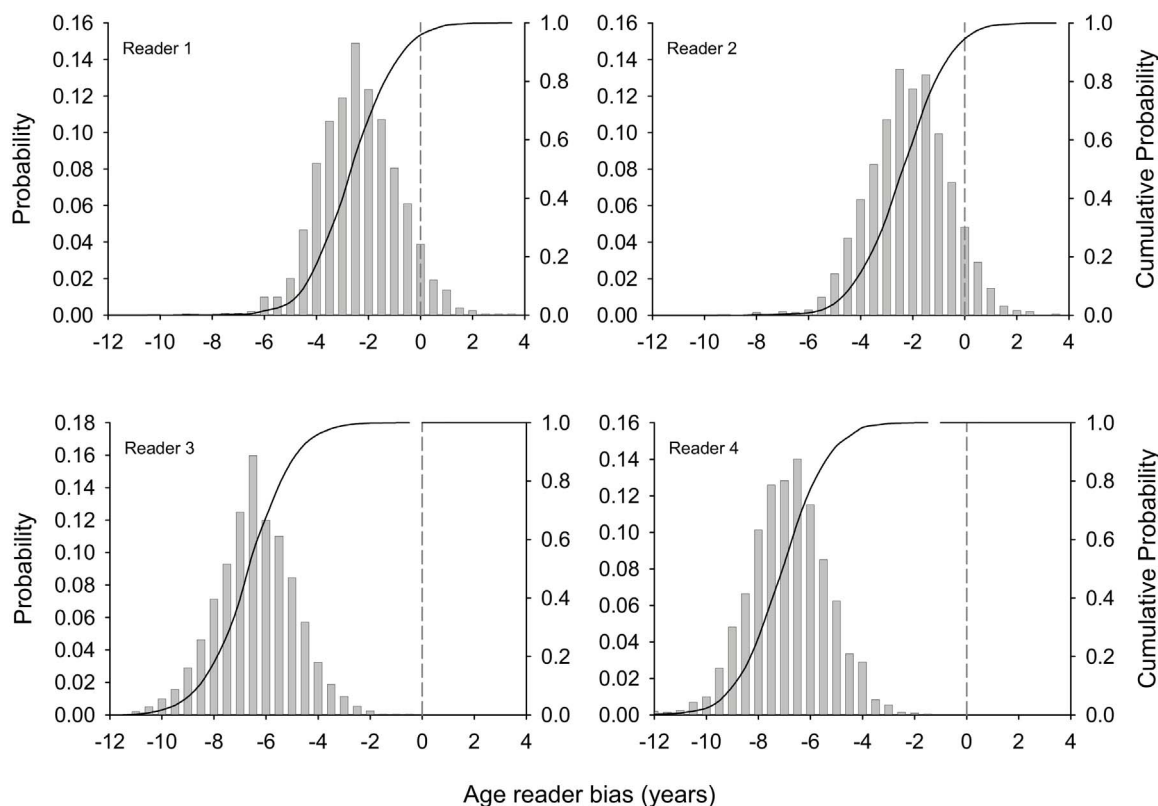 0.16 1.0 0.16 1.0
Reader 1 Reader 2
0.14 0.14
0.12 0.8 0.12 0.8
0.10 0.10
0.6 0.6
0.08 0.08
0.06 0.4 0.06 0.4
0.04 0.04
0.2 0.2
0.02 0.02
0.00 0.0 0.00 0.0
-12 -10 -8 -6 -4 -2 0 2 4 -12 -10 -8 -6 -4 -2 0 2 4
Probability
Cumulative Probability
0.18 1.0 0.16 1.0
Reader 3 Reader 4
0.16 0.14
0.14 0.8 0.12 0.8
0.12 0.10
0.10 0.6 0.6
0.08 0.08
0.06 0.4 0.06 0.4
0.04 0.04
0.2 0.2
0.02 0.02
0.00 0.0 0.00 0.0
-12 -10 -8 -6 -4 -2 0 2 4 -12 -10 -8 -6 -4 -2 0 2 4
Probability
Cumulative Probability
Age reader bias (years)